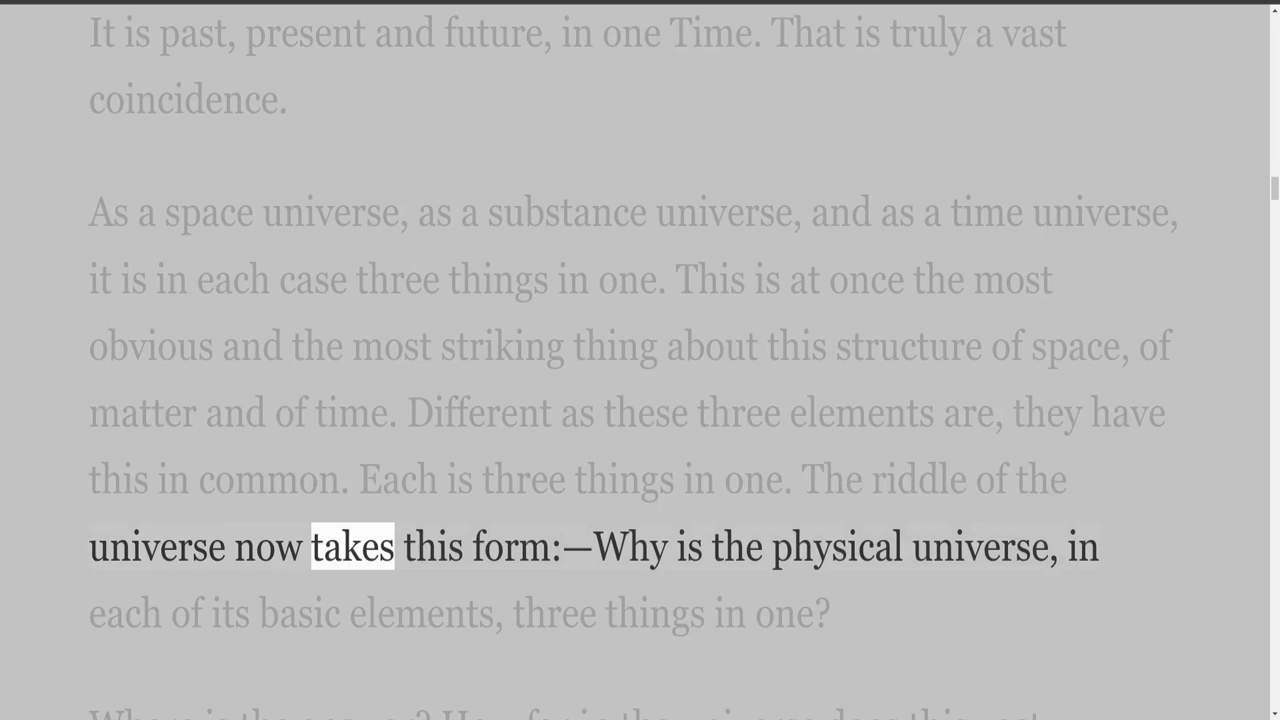 It is past, present and future, in one Time. That is truly a vast
coincidence.
As a space universe, as a substance universe, and as a time universe,
it is in each case three things in one. This is at once the most
obvious and the most striking thing about this structure of space, of
matter and of time. Different as these three elements are, they have
this in common. Each is three things in one. The riddle of the
universe now takes this form:—Why is the physical universe, in
each of its basic elements, three things in one?